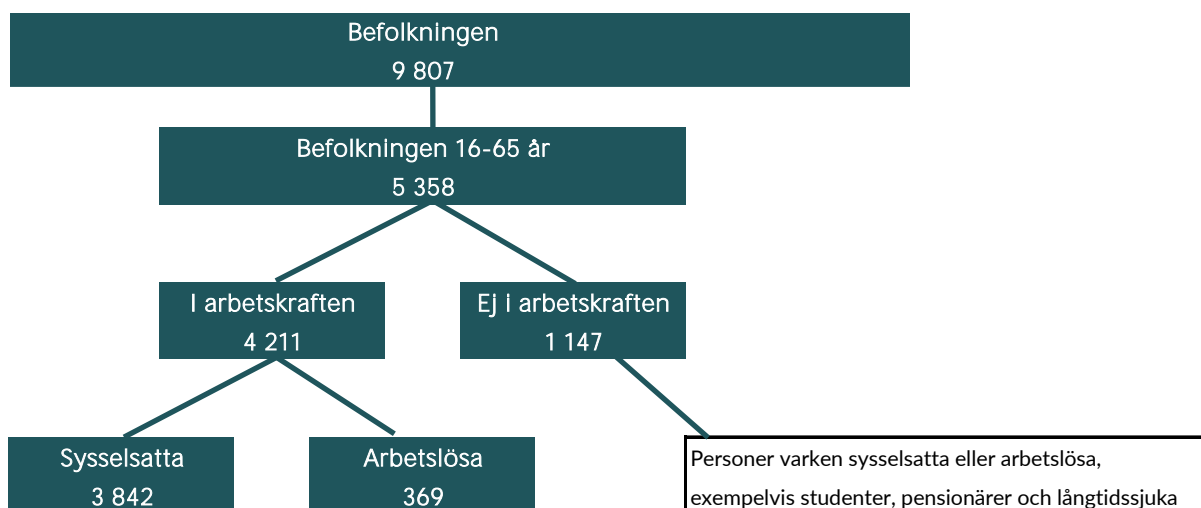 Befolkningen
9 807
Befolkningen 16-65 år
5 358
I arbetskraften
4 211
Ej i arbetskraften
1 147
Sysselsatta
3 842
Arbetslösa
369
Personer varken sysselsatta eller arbetslösa,
exempelvis studenter, pensionärer och långtidssjuka